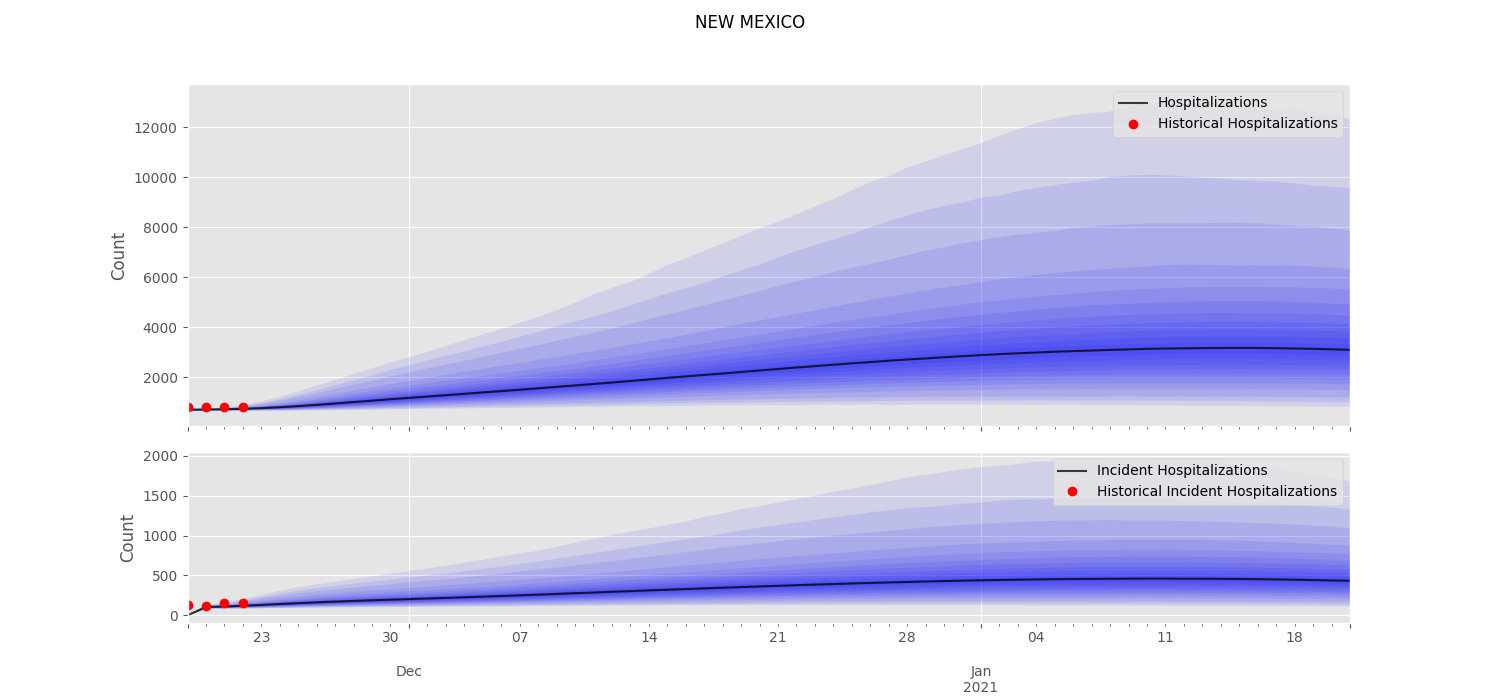 NEW MEXICO
Hospitalizations
Historical Hospitalizations
Count
12000
10000
8000
6000
4000
2000
Incident Hospitalizations
Historical Incident Hospitalizations
Count
2000
1500
1000
500
0
23 30 07 14 21 28 04 11 18
Dec Jan
2021